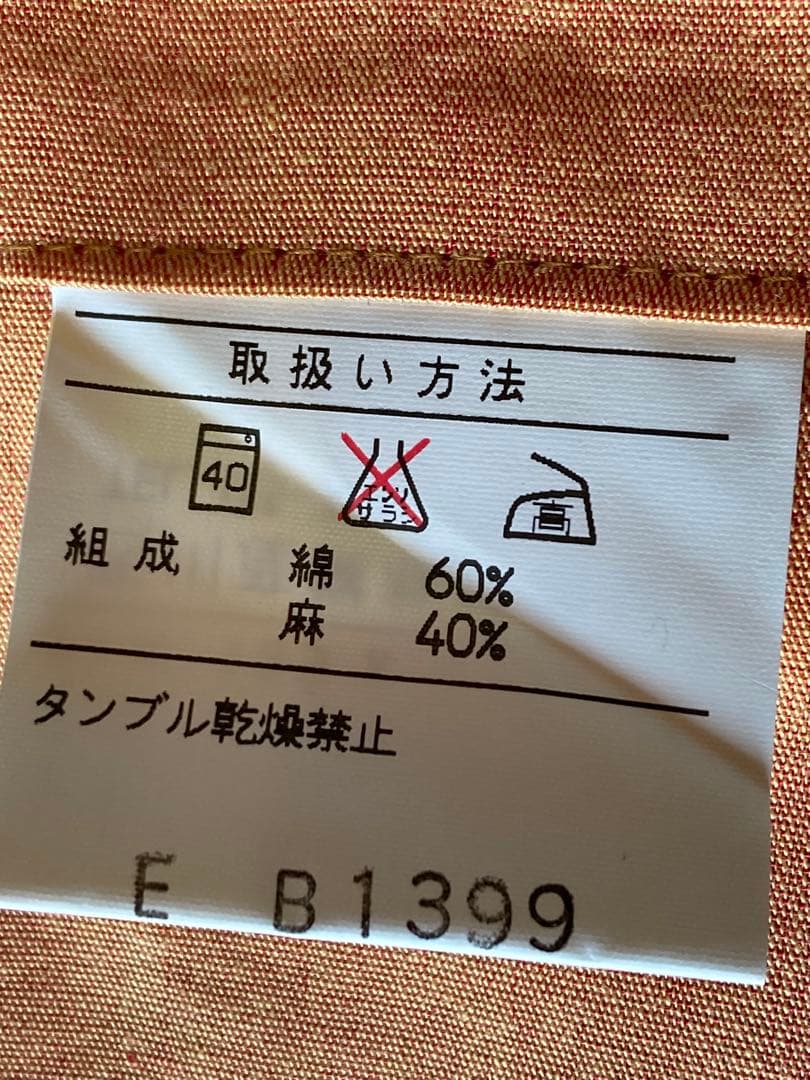 取扱い方法
40 エンソサラシ 高
組成 綿 60%
麻 40%
タンブル乾燥禁止
E B1399